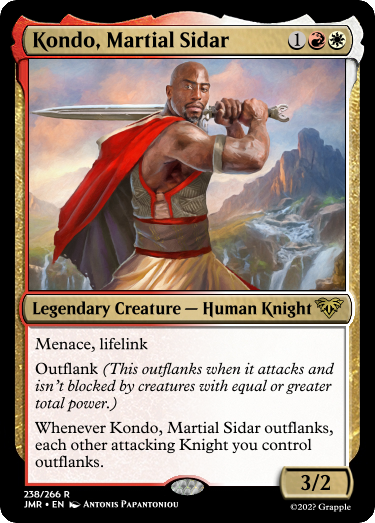 Kondo, Martial Sidar 1
Legendary Creature — Human Knight
Menace, lifelink
Outflank (This outflanks when it attacks and
isn't blocked by creatures with equal or greater
total power.)
Whenever Kondo, Martial Sidar outflanks,
each other attacking Knight you control
outflanks.
3/2
238/266 R
JMR • EN Antonis Papantoniou
©202? Grapple